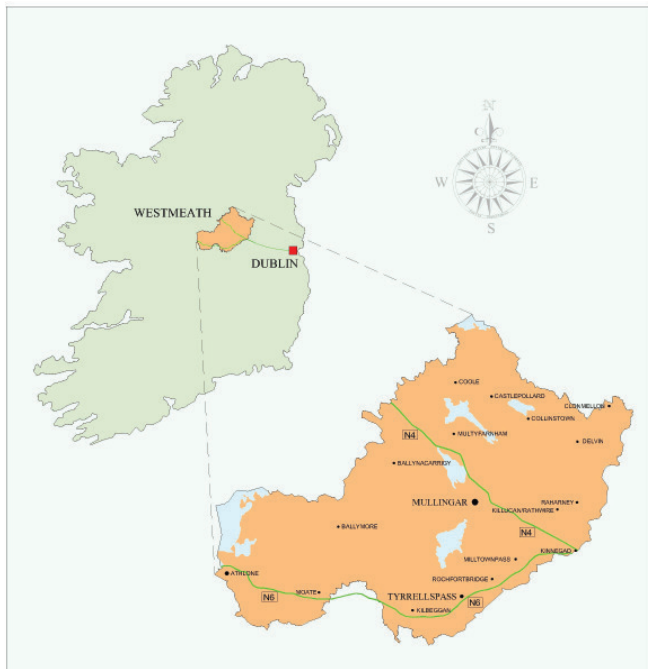 N
W E
S
WESTMEATH
DUBLIN
COOLE
CASTLEPOLLARD
CLONMELLON
COLLINSTOWN
N4
MULTYFARNHAM
DELVIN
BALLYNACARRIGY
MULLINGAR
RAHARNEY
KILLUCAN/RATHWIRE
BALLYMORE
N4
KINNEGAD
MILLTOWNPASS
ATHLONE
ROCHFORTBRIDGE
MOATE
N6
TYRRELLSPASS
N6
KILBEGGAN